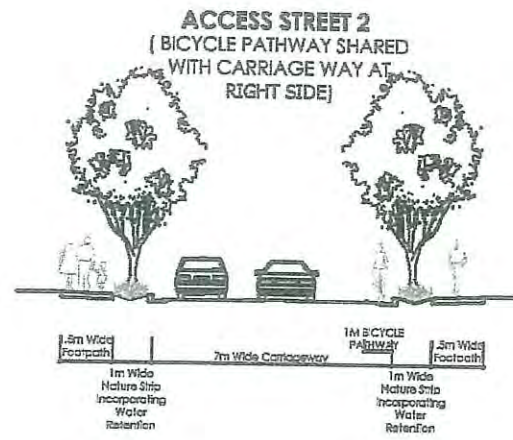 ACCESS STREET 2
( BICYCLE PATHWAY SHARED
WITH CARRIAGE WAY AT
RIGHT SIDE)
.5m Wide
Footpath
1m Wide
Nature Strip
Incorporating
Water
Retention
7m Wide Carriageway
1M BICYCLE
PATHWAY
1m Wide
Nature Strip
Incorporating
Water
Retention
.5m Wide
Footpath